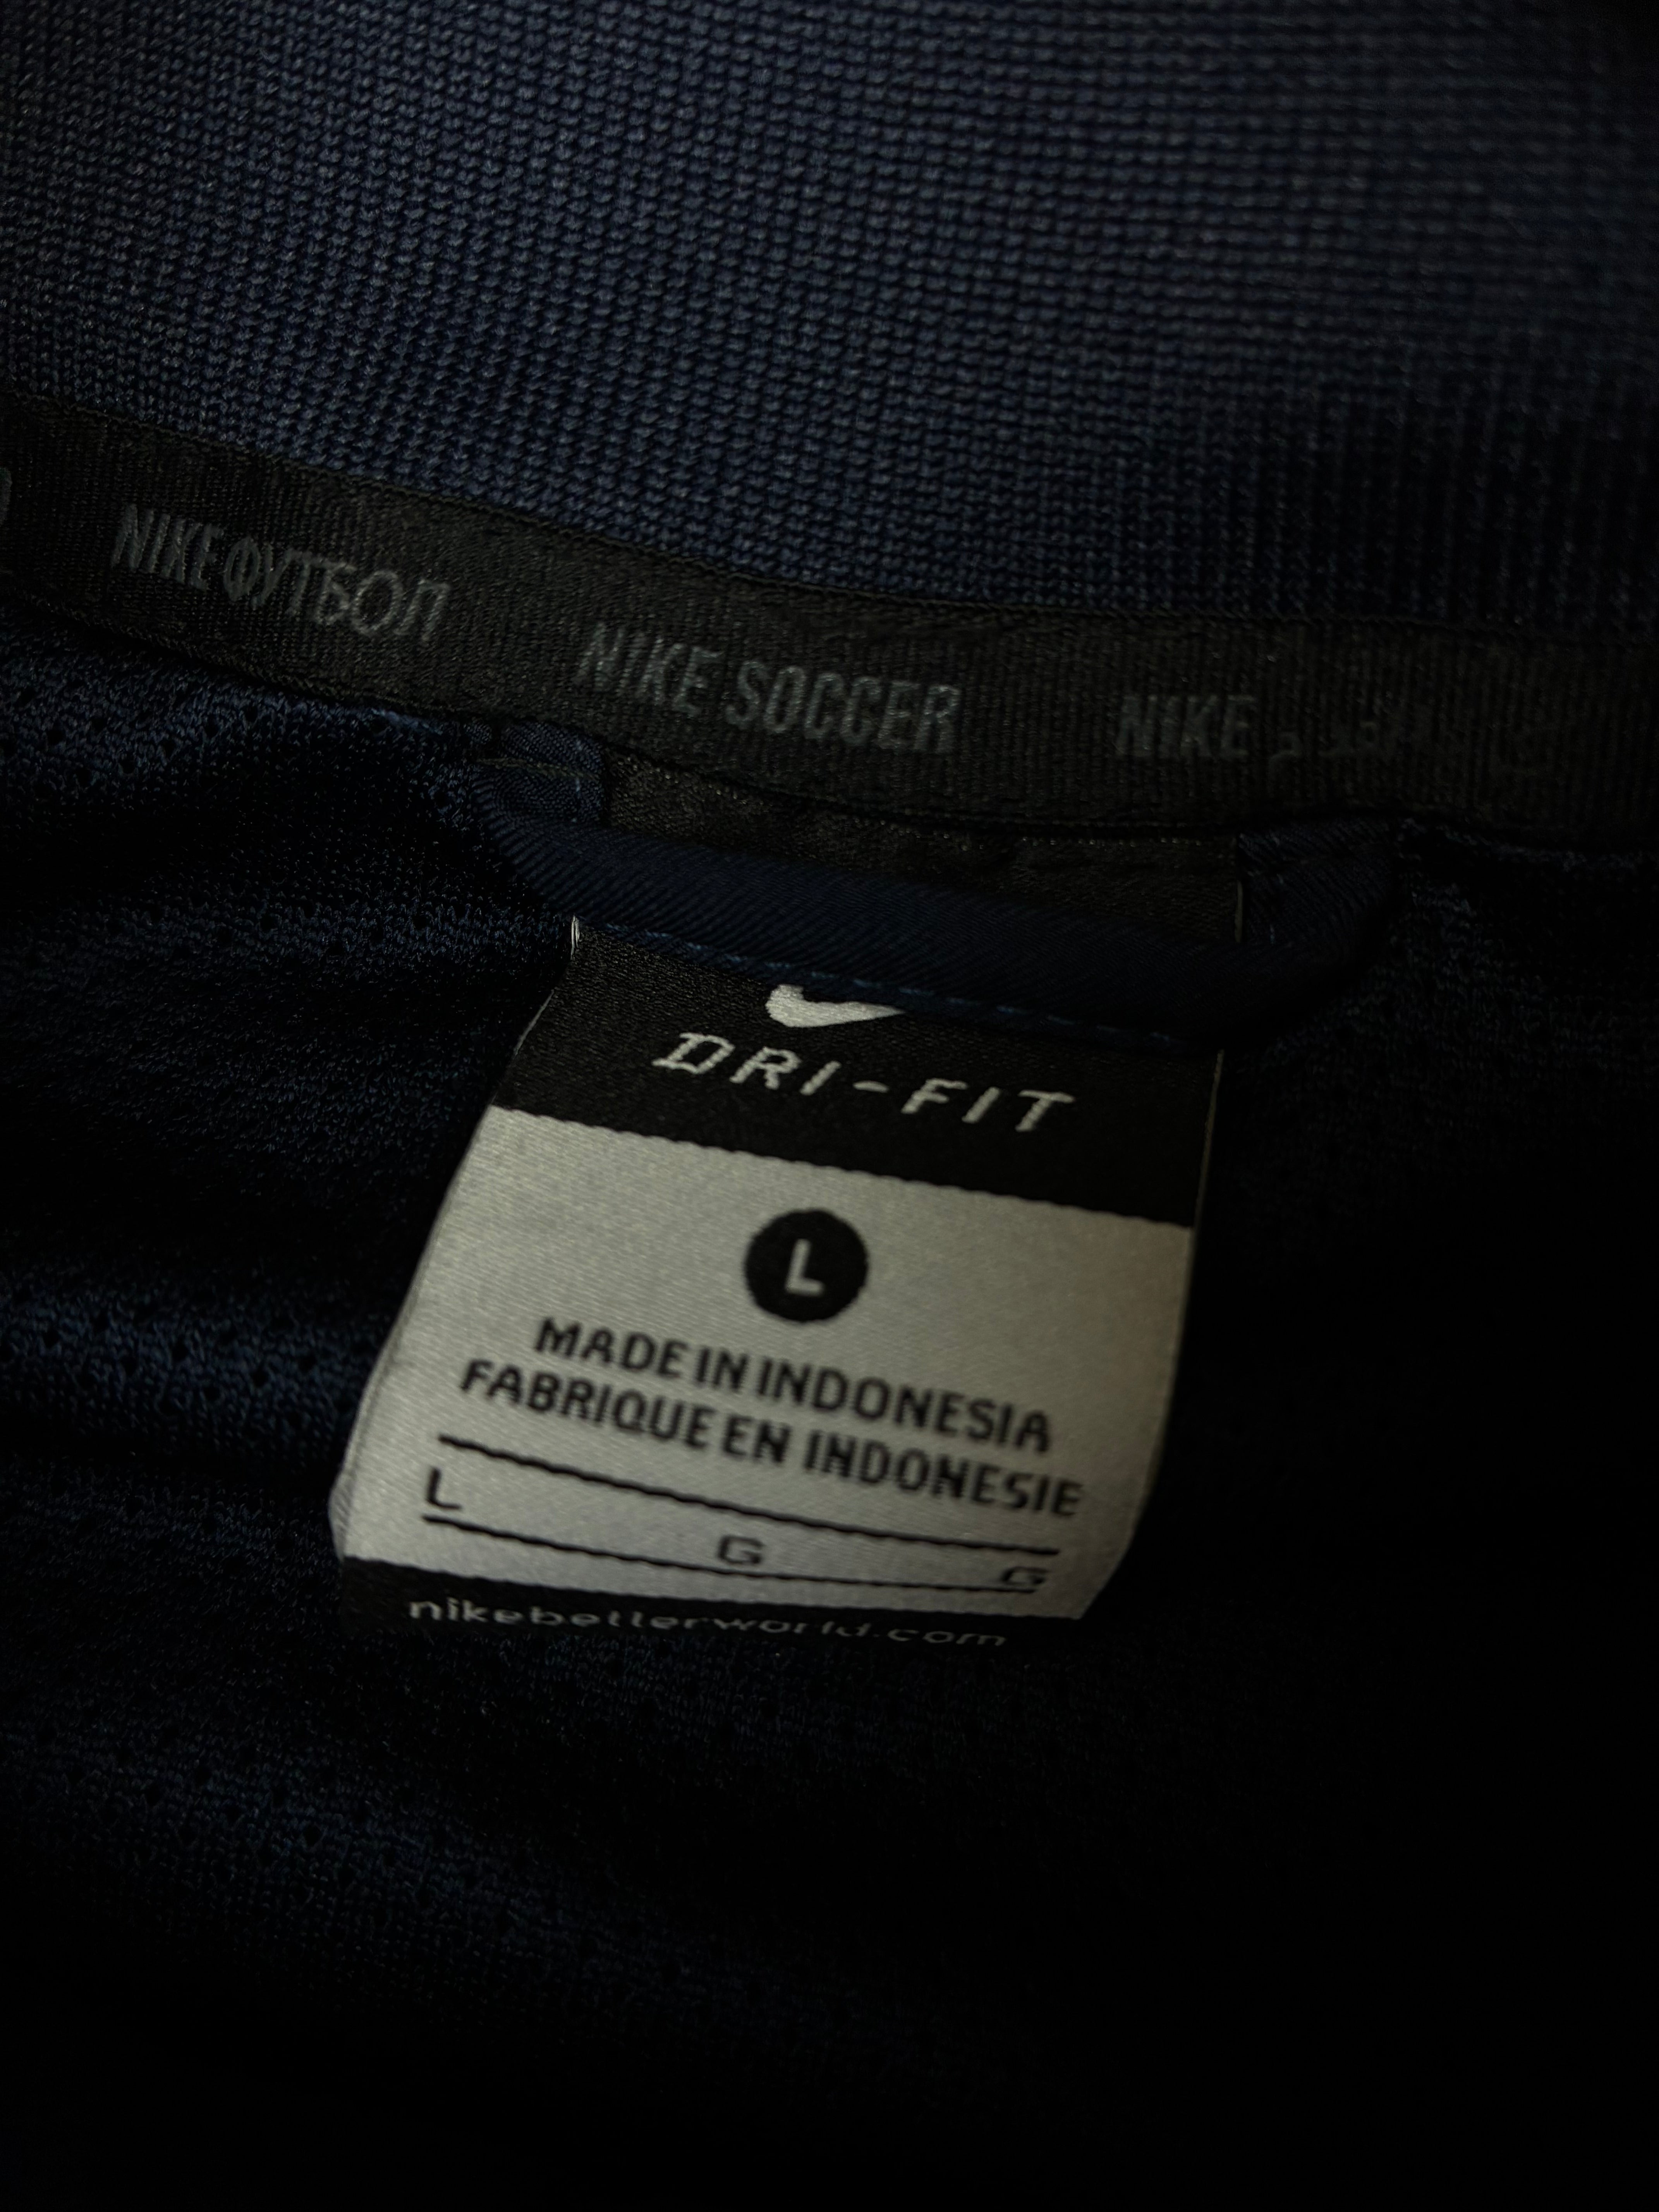 NIKE ФУТБОЛ NIKE SOCCER NIKE
DRI-FIT
L
MADE IN INDONESIA
FABRIQUE EN INDONESIE
L G G
nikebetterworld.com